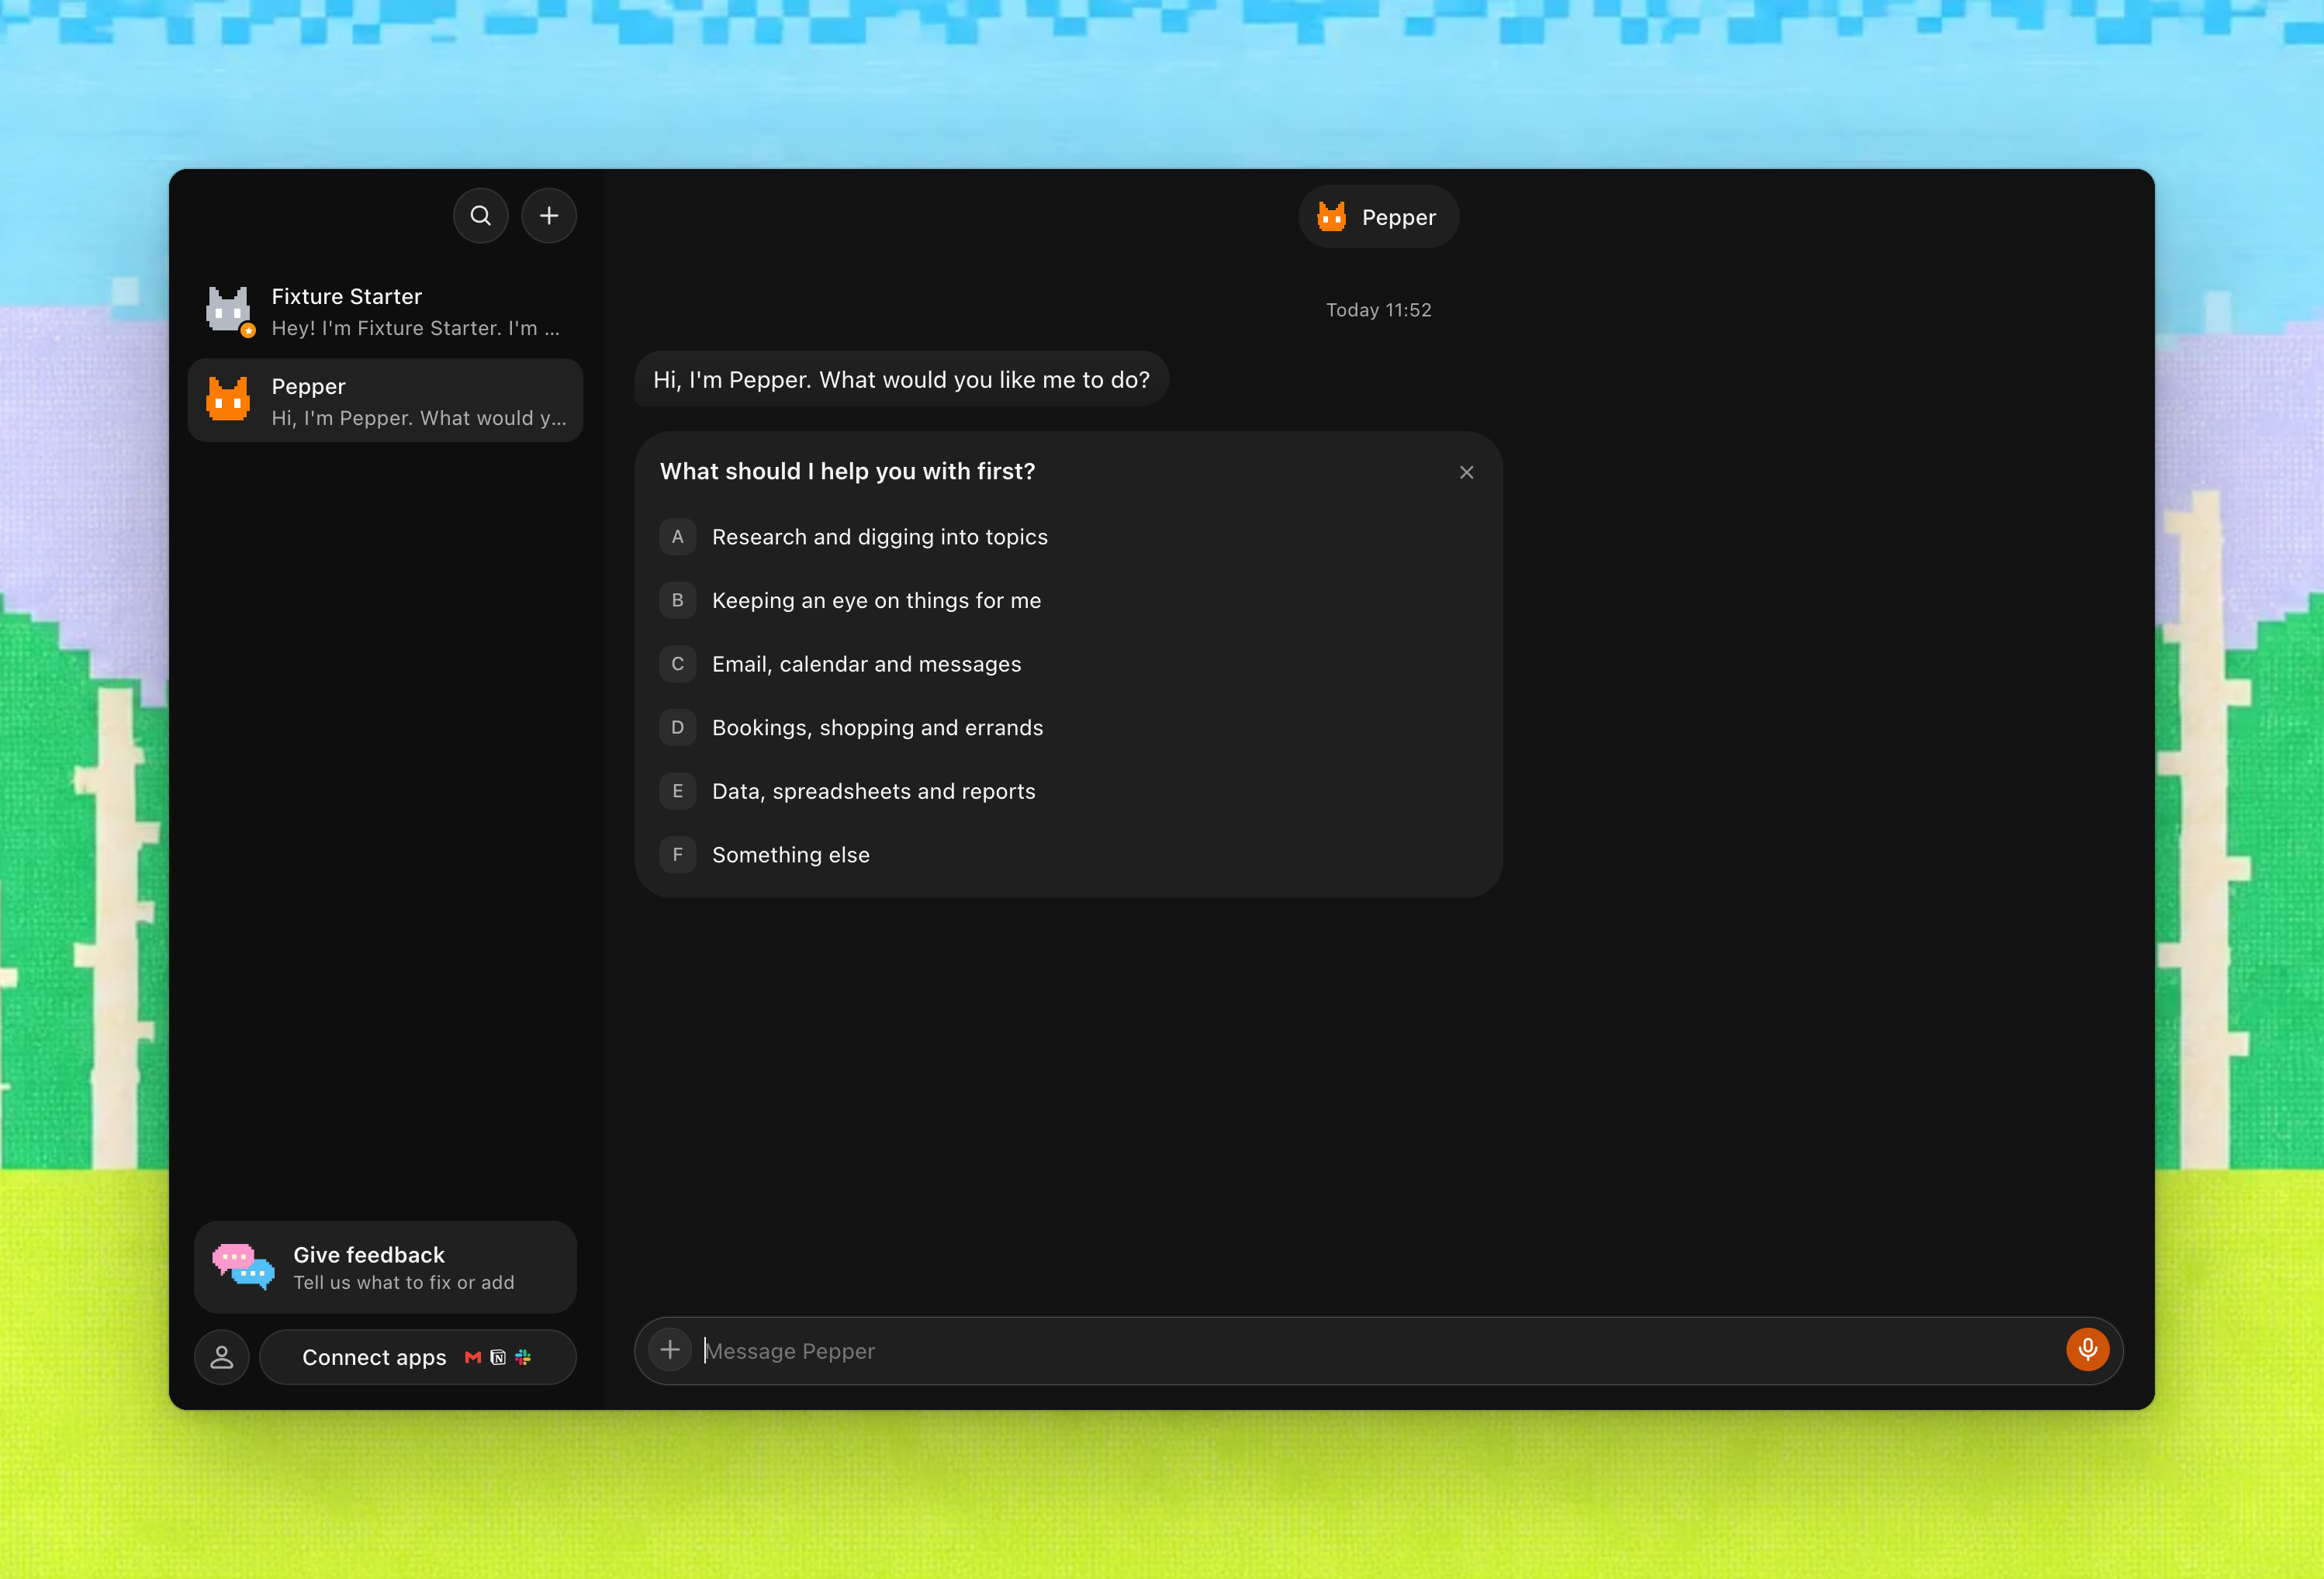 Pepper
Fixture Starter
Hey! I'm Fixture Starter. I'm ...
Pepper
Hi, I'm Pepper. What would y...
Today 11:52
Hi, I'm Pepper. What would you like me to do?
What should I help you with first?
A Research and digging into topics
B Keeping an eye on things for me
C Email, calendar and messages
D Bookings, shopping and errands
E Data, spreadsheets and reports
F Something else
Give feedback
Tell us what to fix or add
Connect apps
Message Pepper